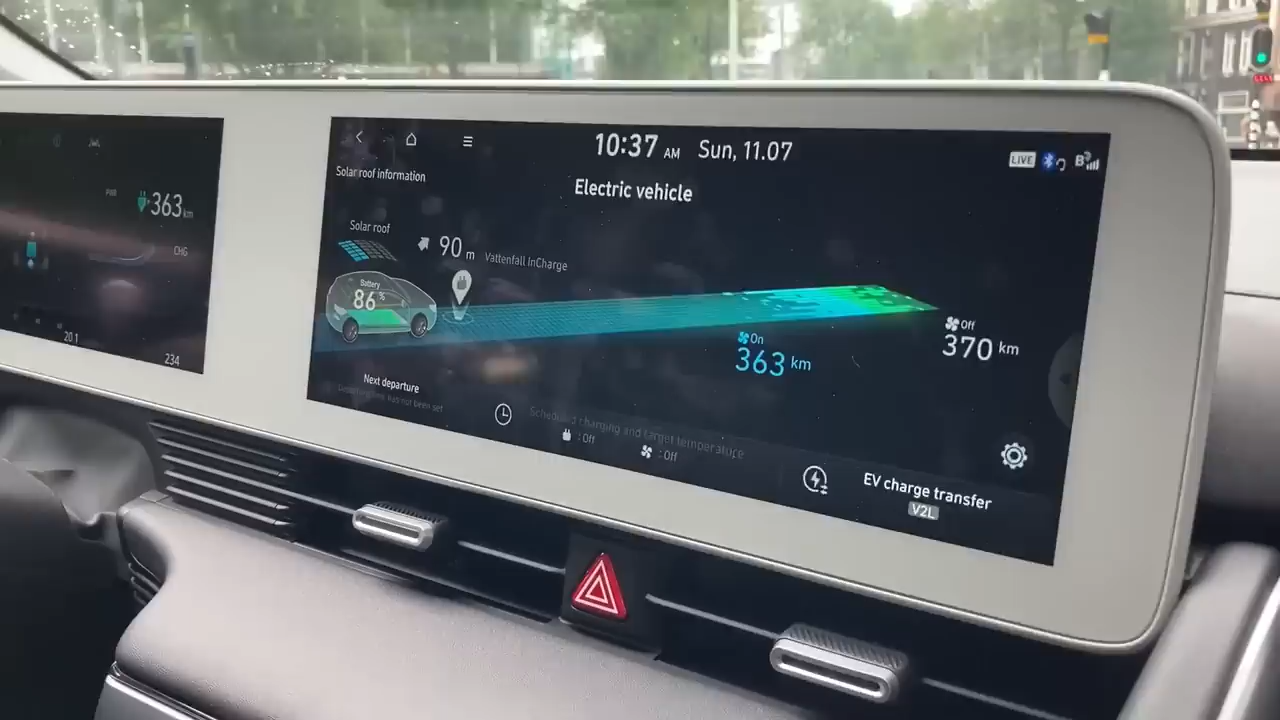 10:37 AM Sun, 11.07
LIVE
B
Solar roof information
Electric vehicle
PWR
363 km
CHG
20.1
234
Solar roof
90 m Vattenfall InCharge
Battery
86 %
On
363 km
Off
370 km
Next departure
Scheduled charging and target temperature
: Off
: Off
EV charge transfer
V2L